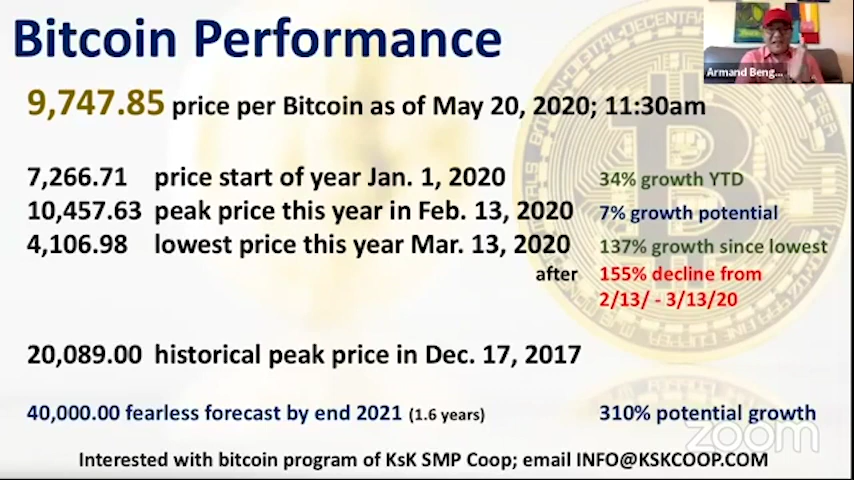 Bitcoin Performance
Armand Beng...
9,747.85 price per Bitcoin as of May 20, 2020; 11:30am
7,266.71 price start of year Jan. 1, 2020 34% growth YTD
10,457.63 peak price this year in Feb. 13, 2020 7% growth potential
4,106.98 lowest price this year Mar. 13, 2020 137% growth since lowest
after 155% decline from
2/13/ - 3/13/20
20,089.00 historical peak price in Dec. 17, 2017
40,000.00 fearless forecast by end 2021 (1.6 years) 310% potential growth
zoom
Interested with bitcoin program of KsK SMP Coop; email INFO@KSKCOOP.COM